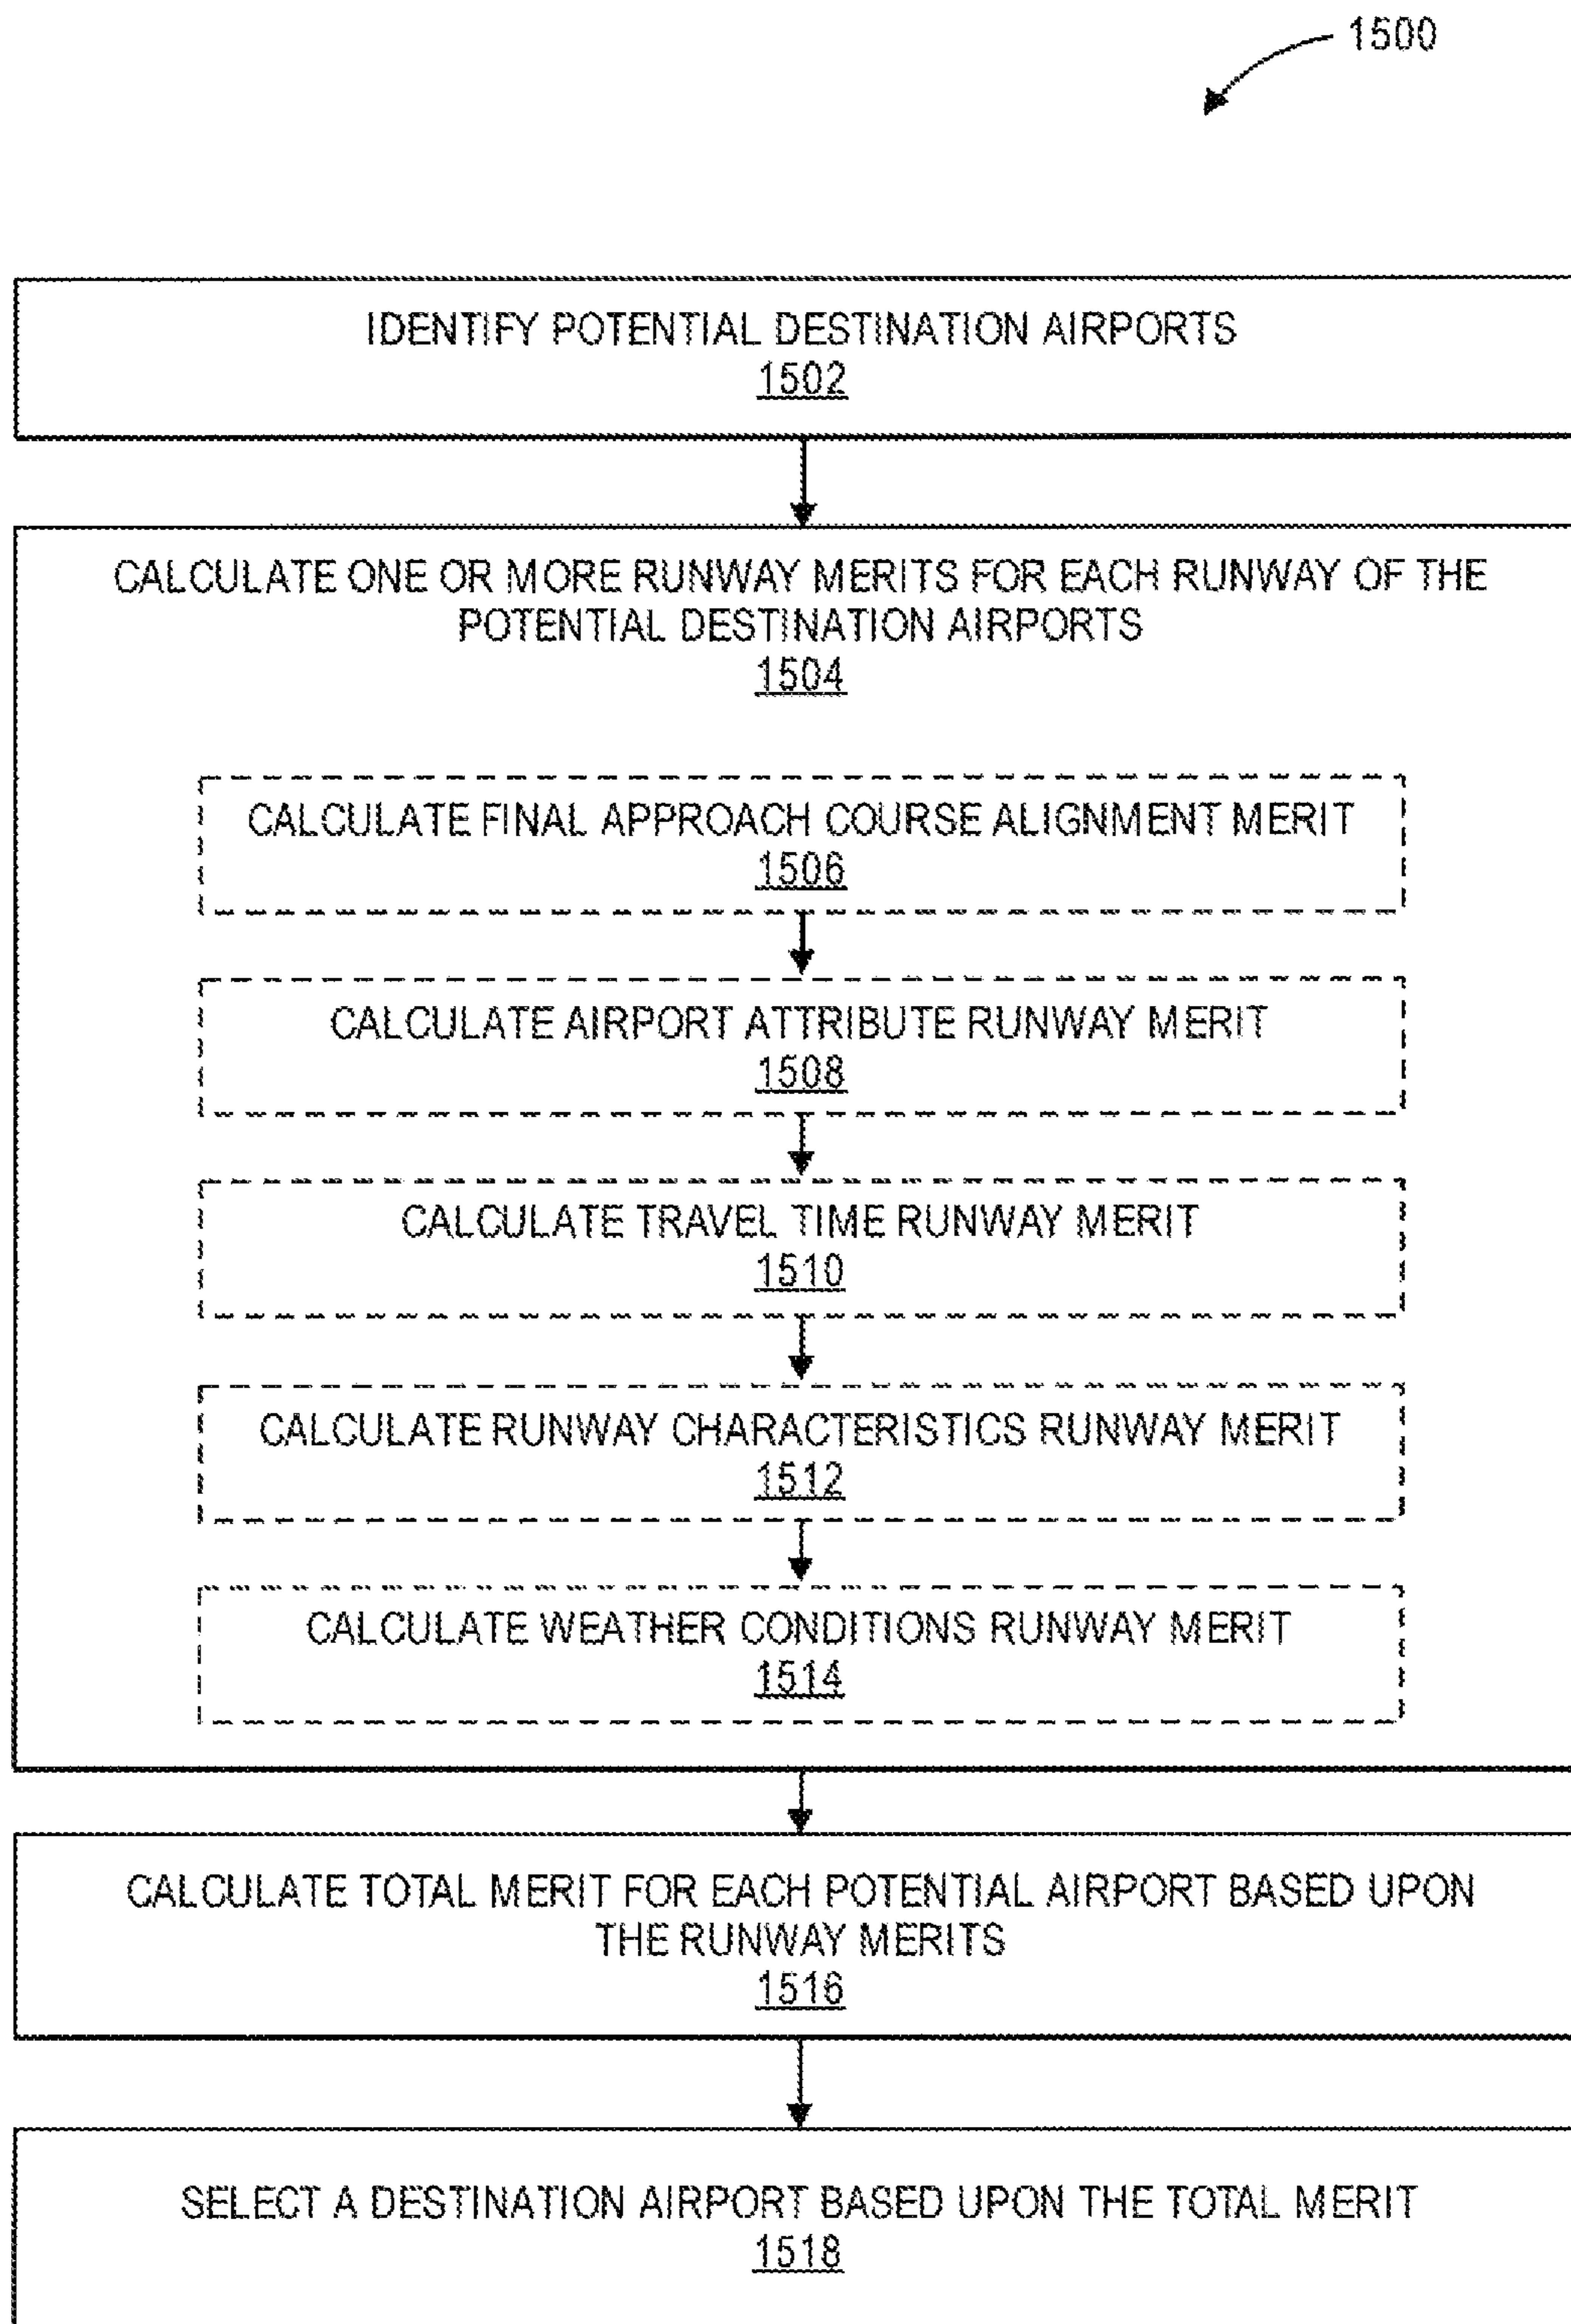 1500
IDENTIFY POTENTIAL DESTINATION AIRPORTS
1502
CALCULATE ONE OR MORE RUNWAY MERITS FOR EACH RUNWAY OF THE
POTENTIAL DESTINATION AIRPORTS
1504
CALCULATE FINAL APPROACH COURSE ALIGNMENT MERIT
1506
CALCULATE AIRPORT ATTRIBUTE RUNWAY MERIT
1508
CALCULATE TRAVEL TIME RUNWAY MERIT
1510
CALCULATE RUNWAY CHARACTERISTICS RUNWAY MERIT
1512
CALCULATE WEATHER CONDITIONS RUNWAY MERIT
1514
CALCULATE TOTAL MERIT FOR EACH POTENTIAL AIRPORT BASED UPON
THE RUNWAY MERITS
1516
SELECT A DESTINATION AIRPORT BASED UPON THE TOTAL MERIT
1518